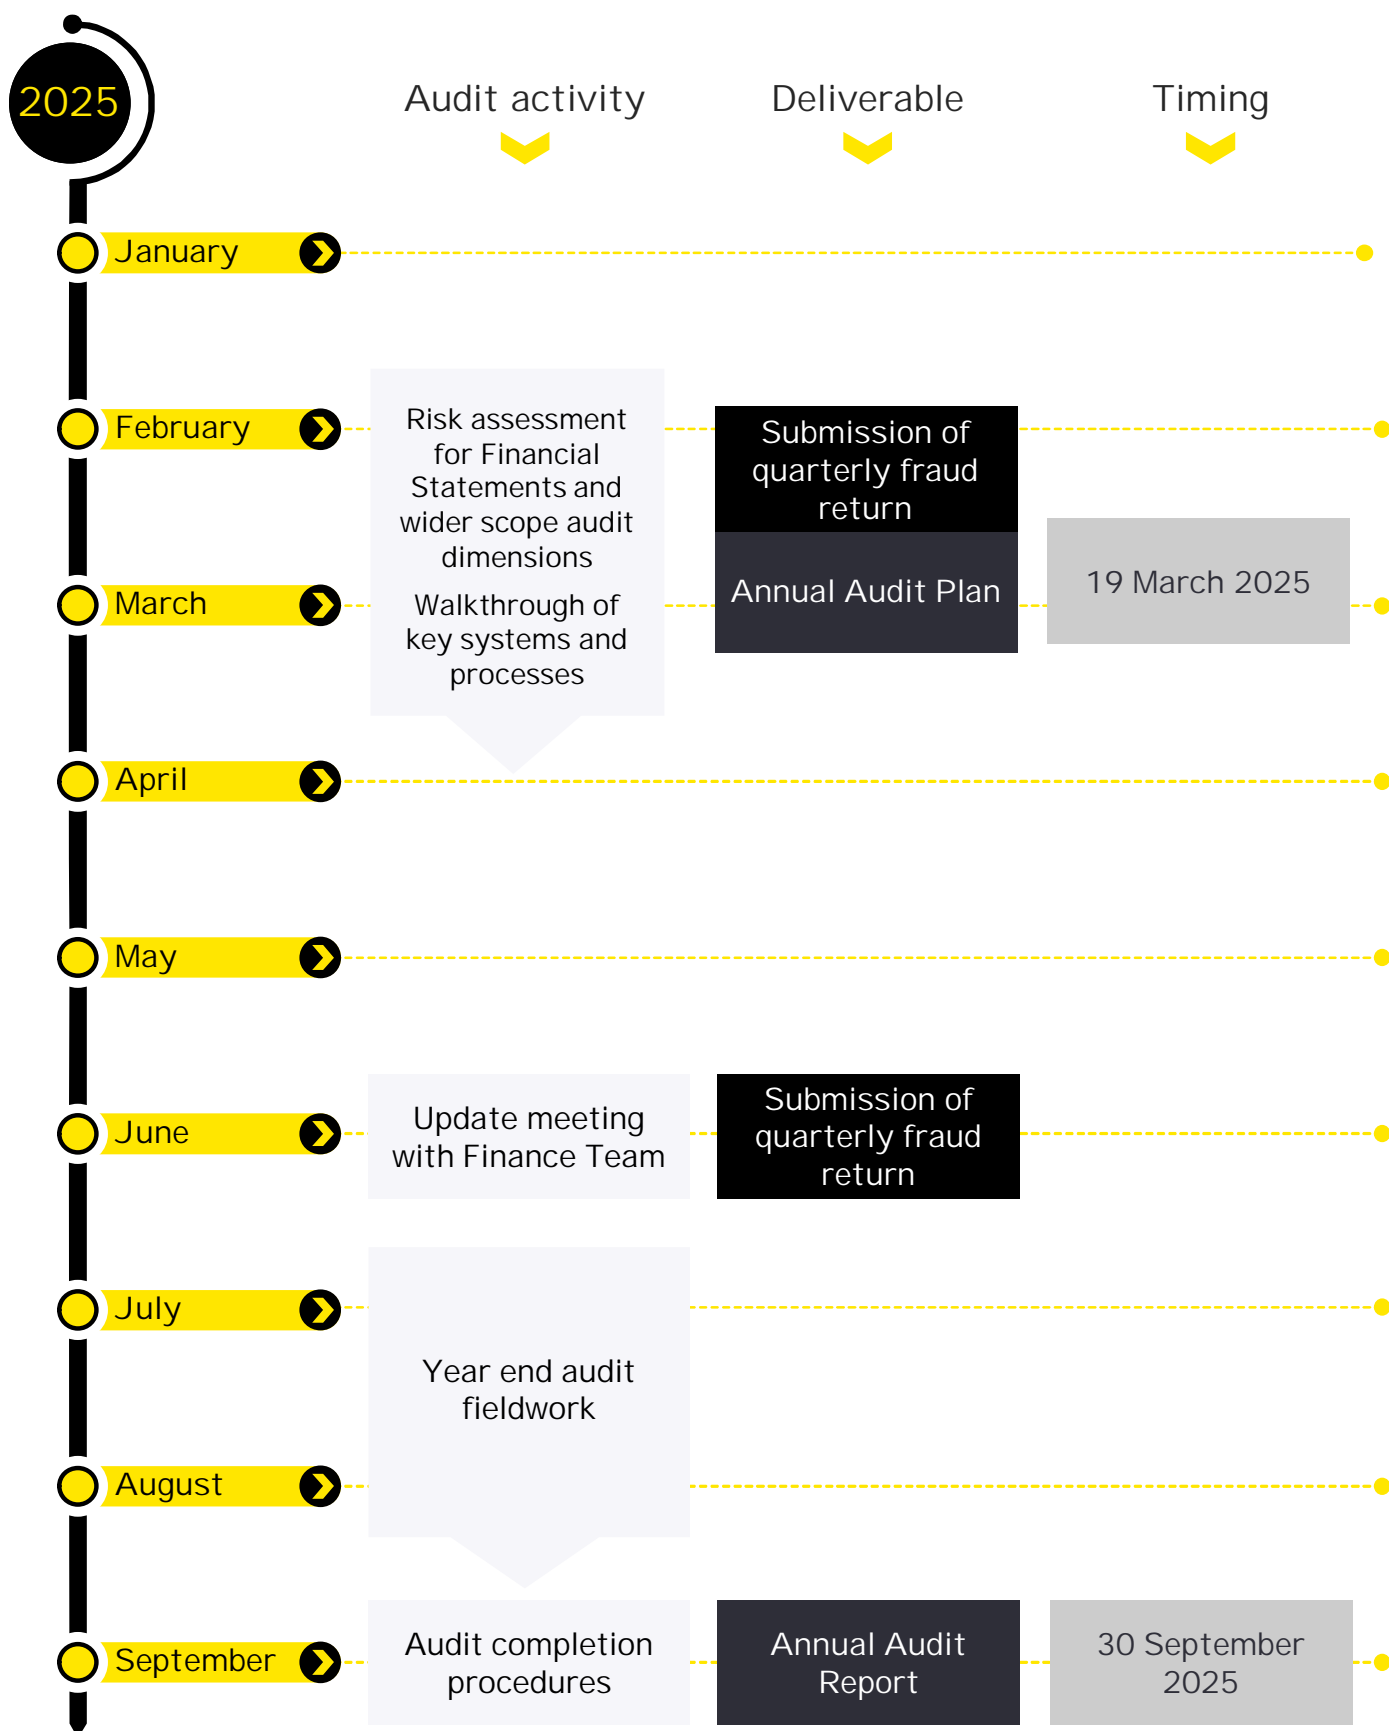 2025
Audit activity
Deliverable
Timing
January
February
Risk assessment
for Financial
Statements and
wider scope audit
dimensions
Walkthrough of
key systems and
processes
Submission of
quarterly fraud
return
March
Annual Audit Plan
19 March 2025
April
May
June
Update meeting
with Finance Team
Submission of
quarterly fraud
return
July
Year end audit
fieldwork
August
September
Audit completion
procedures
Annual Audit
Report
30 September
2025